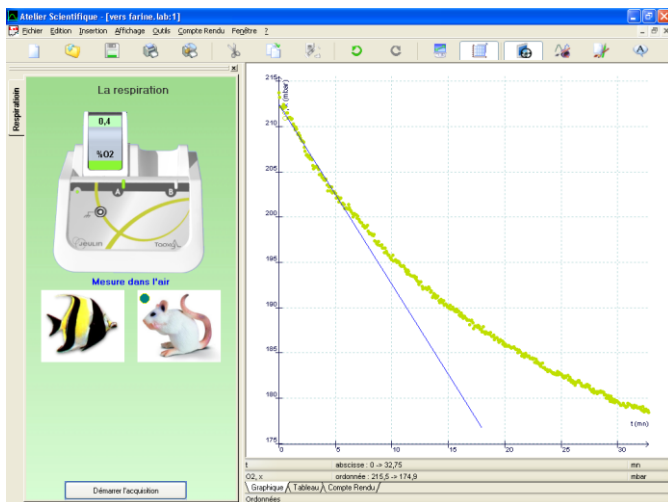 Atelier Scientifique - [vers farine.lab:1]
Fichier Edition Insertion Affichage Outils Compte Rendu Fenêtre ?
Respiration
La respiration
0,4
%O2
A B
Jeulin
Mesure dans l'air
Démarrer l'acquisition
(mbar)
215
210
205
200
195
190
185
180
175
0 5 10 15 20 25 30
t(mn)
t abscisse : 0 -> 32,75 mn
O2, x ordonnée : 215,5 -> 174,9 mbar
Graphique Tableau Compte Rendu
Ordonnées